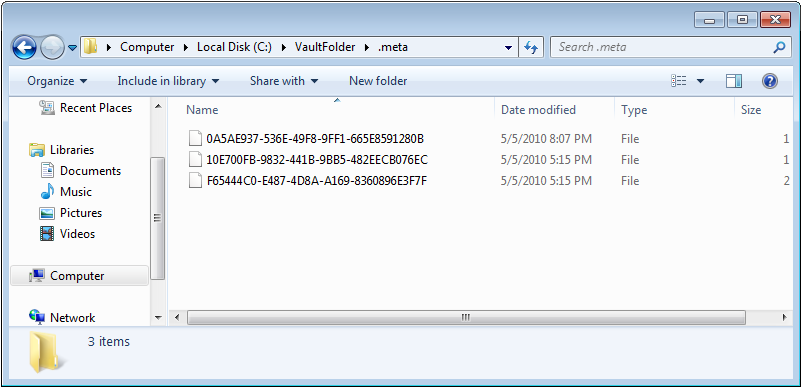 Computer Local Disk (C:) VaultFolder .meta Search .meta
Organize Include in library Share with New folder
Recent Places
Libraries
Documents
Music
Pictures
Videos
Computer
Network
Name Date modified Type Size
0A5AE937-536E-49F8-9FF1-665E8591280B 5/5/2010 8:07 PM File 1
10E700FB-9832-441B-9BB5-482EECB076EC 5/5/2010 5:15 PM File 1
F65444C0-E487-4D8A-A169-8360896E3F7F 5/5/2010 5:15 PM File 2
3 items